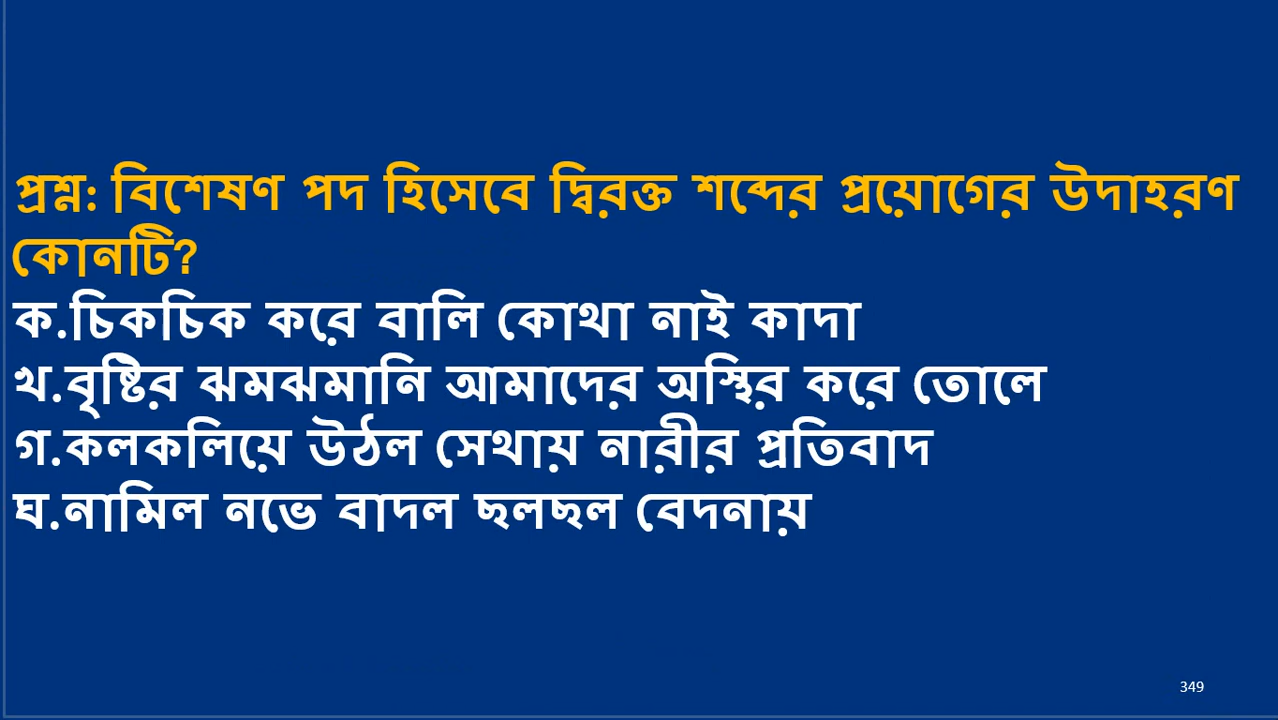 প্রশ্ন: বিশেষণ পদ হিসেবে দ্বিরক্ত শব্দের প্রয়োগের উদাহরণ
কোনটি?
ক.চিকচিক করে বালি কোথা নাই কাদা
খ.বৃষ্টির ঝমঝমানি আমাদের অস্থির করে তোলে
গ.কলকলিয়ে উঠল সেথায় নারীর প্রতিবাদ
ঘ.নামিল নভে বাদল ছলছল বেদনায়
349